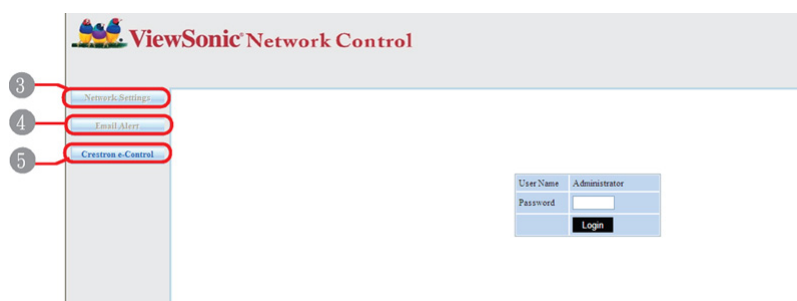 ViewSonic® Network Control
3
Network Settings
4
Email Alert
5
Crestron e-Control
User Name Administrator
Password
Login